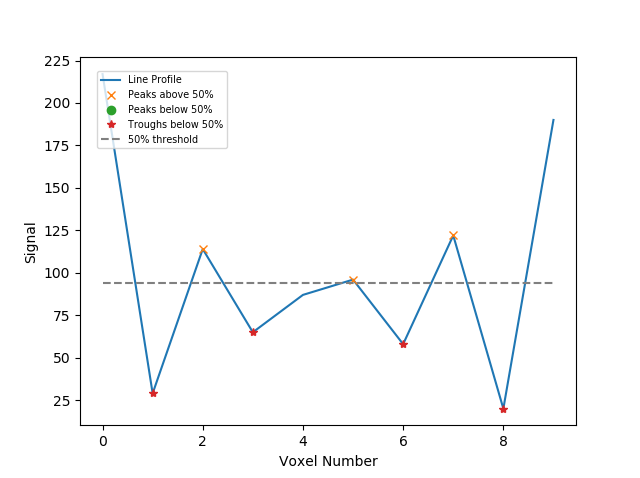 225
200
175
150
125
100
75
50
25
Signal
Line Profile
Peaks above 50%
Peaks below 50%
Troughs below 50%
50% threshold
0
2
4
6
8
Voxel Number